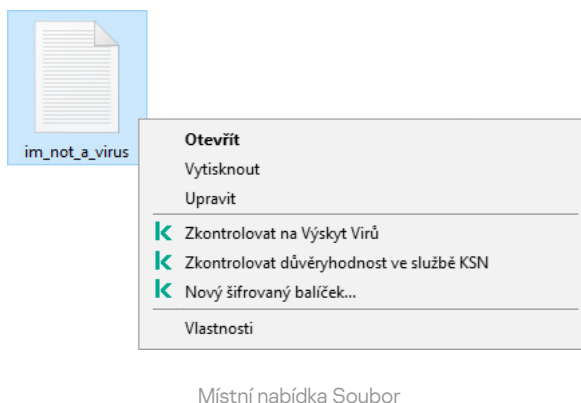 im_not_a_virus
Otevřít
Vytisknout
Upravit
Zkontrolovat na Výskyt Virů
Zkontrolovat důvěryhodnost ve službě KSN
Nový šifrovaný balíček...
Vlastnosti
Místní nabídka Soubor